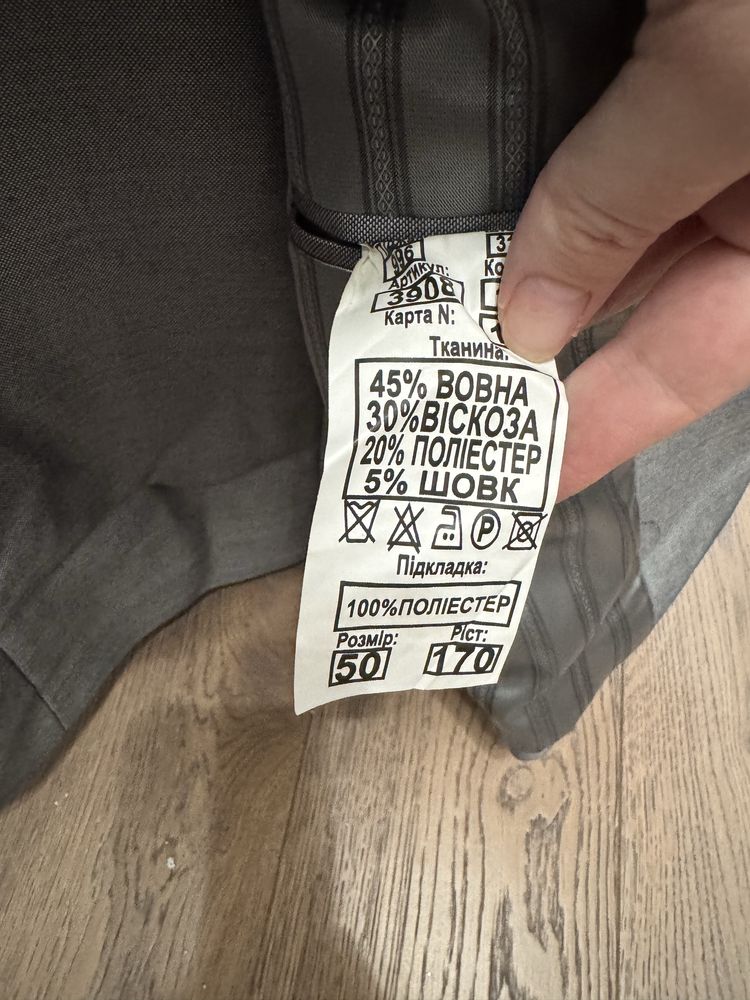 996
Артикул:
3908
Карта N:
Тканина:
45% ВОВНА
30%ВІСКОЗА
20% ПОЛІЕСТЕР
5% ШОВК
P
Підкладка:
100%ПОЛІЕСТЕР
Розмір: Ріст:
50 170